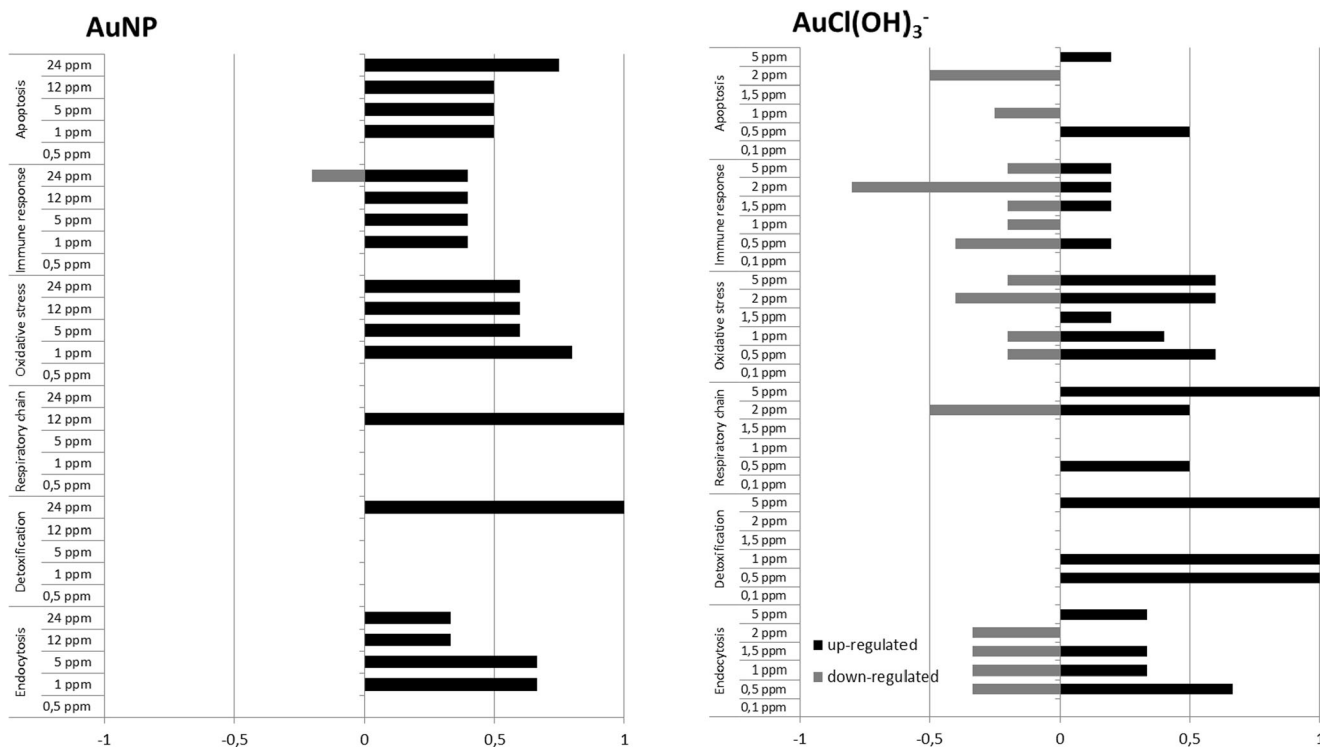 AuNP
Apoptosis
24 ppm
12 ppm
5 ppm
1 ppm
0,5 ppm
Immune response
24 ppm
12 ppm
5 ppm
1 ppm
0,5 ppm
Oxidative stress
24 ppm
12 ppm
5 ppm
1 ppm
0,5 ppm
Respiratory chain
24 ppm
12 ppm
5 ppm
1 ppm
0,5 ppm
Detoxification
24 ppm
12 ppm
5 ppm
1 ppm
0,5 ppm
Endocytosis
24 ppm
12 ppm
5 ppm
1 ppm
0,5 ppm
-1 -0,5 0 0,5 1
AuCl(OH)₃⁻
Apoptosis
5 ppm
2 ppm
1,5 ppm
1 ppm
0,5 ppm
0,1 ppm
Immune response
5 ppm
2 ppm
1,5 ppm
1 ppm
0,5 ppm
0,1 ppm
Oxidative stress
5 ppm
2 ppm
1,5 ppm
1 ppm
0,5 ppm
0,1 ppm
Respiratory chain
5 ppm
2 ppm
1,5 ppm
1 ppm
0,5 ppm
0,1 ppm
Detoxification
5 ppm
2 ppm
1,5 ppm
1 ppm
0,5 ppm
0,1 ppm
Endocytosis
5 ppm
2 ppm
1,5 ppm
1 ppm
0,5 ppm
0,1 ppm
up-regulated
down-regulated
-1 -0,5 0 0,5 1